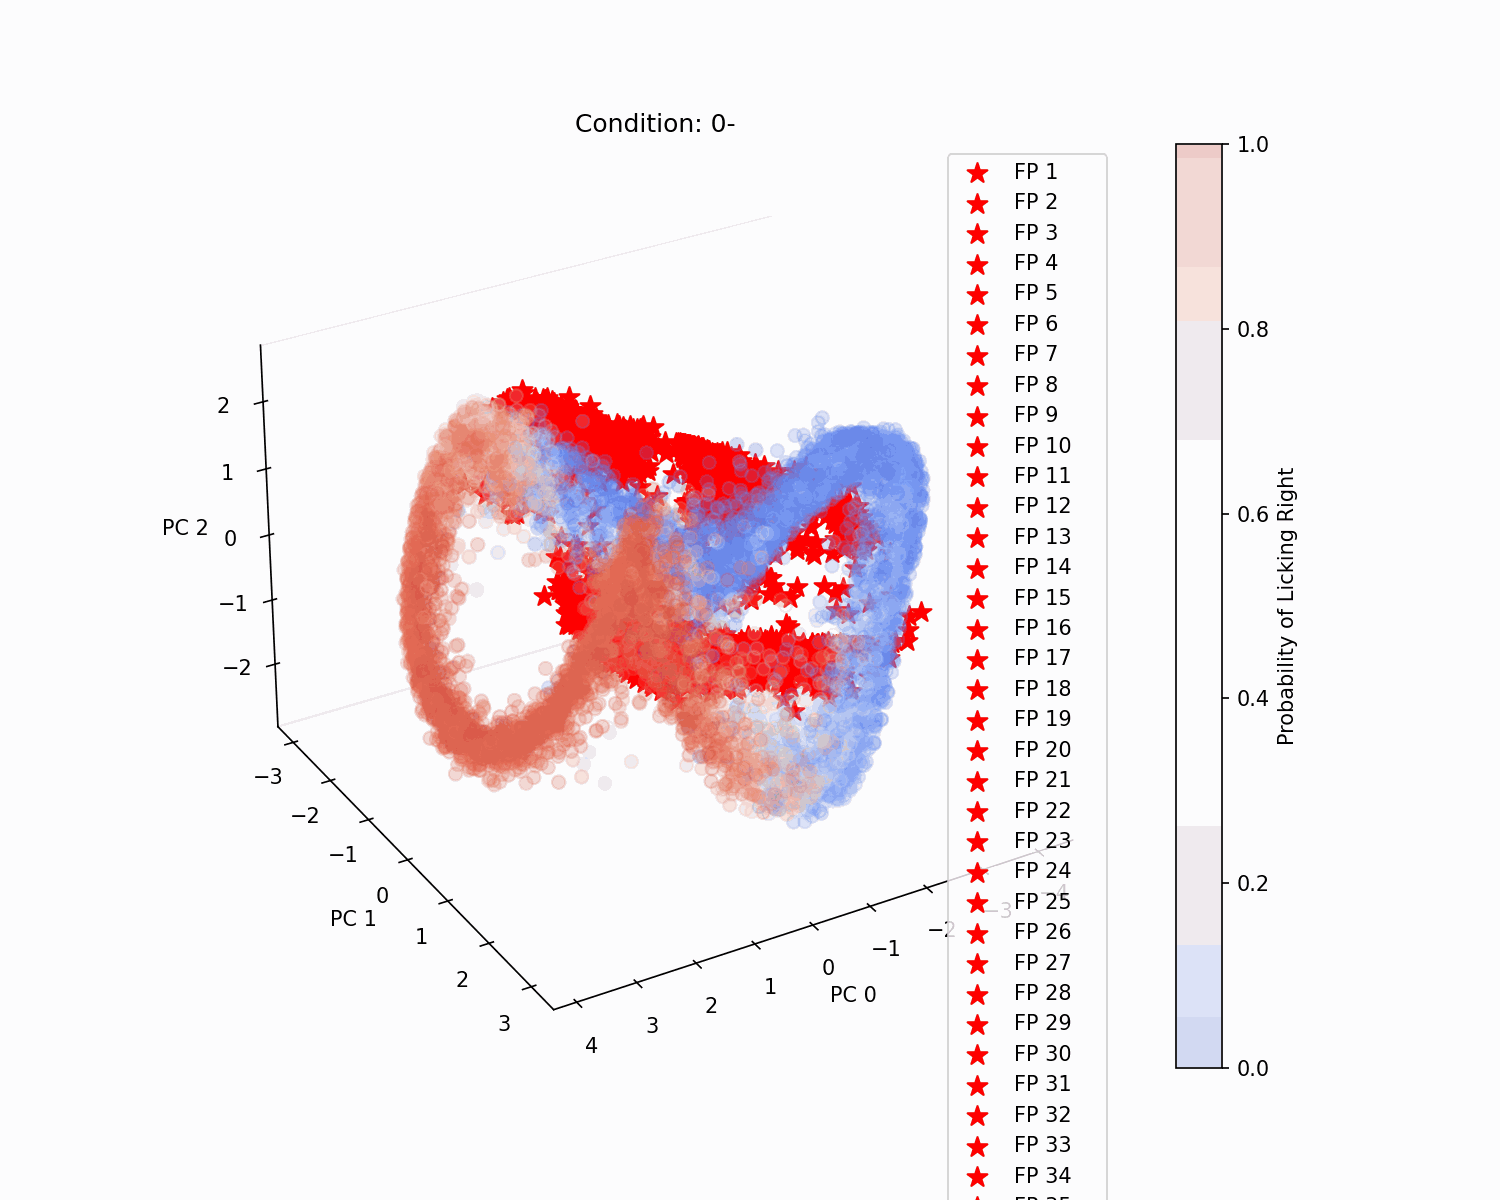 Condition: 0-
FP 1
FP 2
FP 3
FP 4
FP 5
FP 6
FP 7
FP 8
FP 9
FP 10
FP 11
FP 12
FP 13
FP 14
FP 15
FP 16
FP 17
FP 18
FP 19
FP 20
FP 21
FP 22
FP 23
FP 24
FP 25
FP 26
FP 27
FP 28
FP 29
FP 30
FP 31
FP 32
FP 33
FP 34
1.0
0.8
0.6
0.4
0.2
0.0
Probability of Licking Right
2
1
0
−1
−2
PC 2
−3
−2
−1
0
1
2
3
PC 1
4
3
2
1
0
−1
−2
−3
−4
PC 0